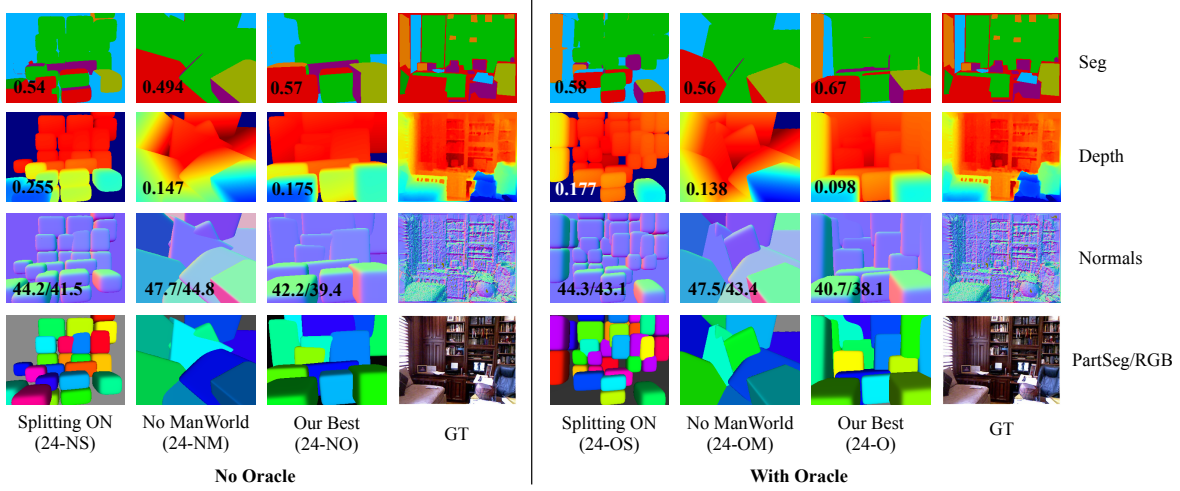 0.54 0.494 0.57 0.58 0.56 0.67 Seg
0.255 0.147 0.175 0.177 0.138 0.098 Depth
44.2/41.5 47.7/44.8 42.2/39.4 44.3/43.1 47.5/43.4 40.7/38.1 Normals
PartSeg/RGB
Splitting ON No ManWorld Our Best GT Splitting ON No ManWorld Our Best GT
(24-NS) (24-NM) (24-NO) (24-OS) (24-OM) (24-O)
No Oracle With Oracle